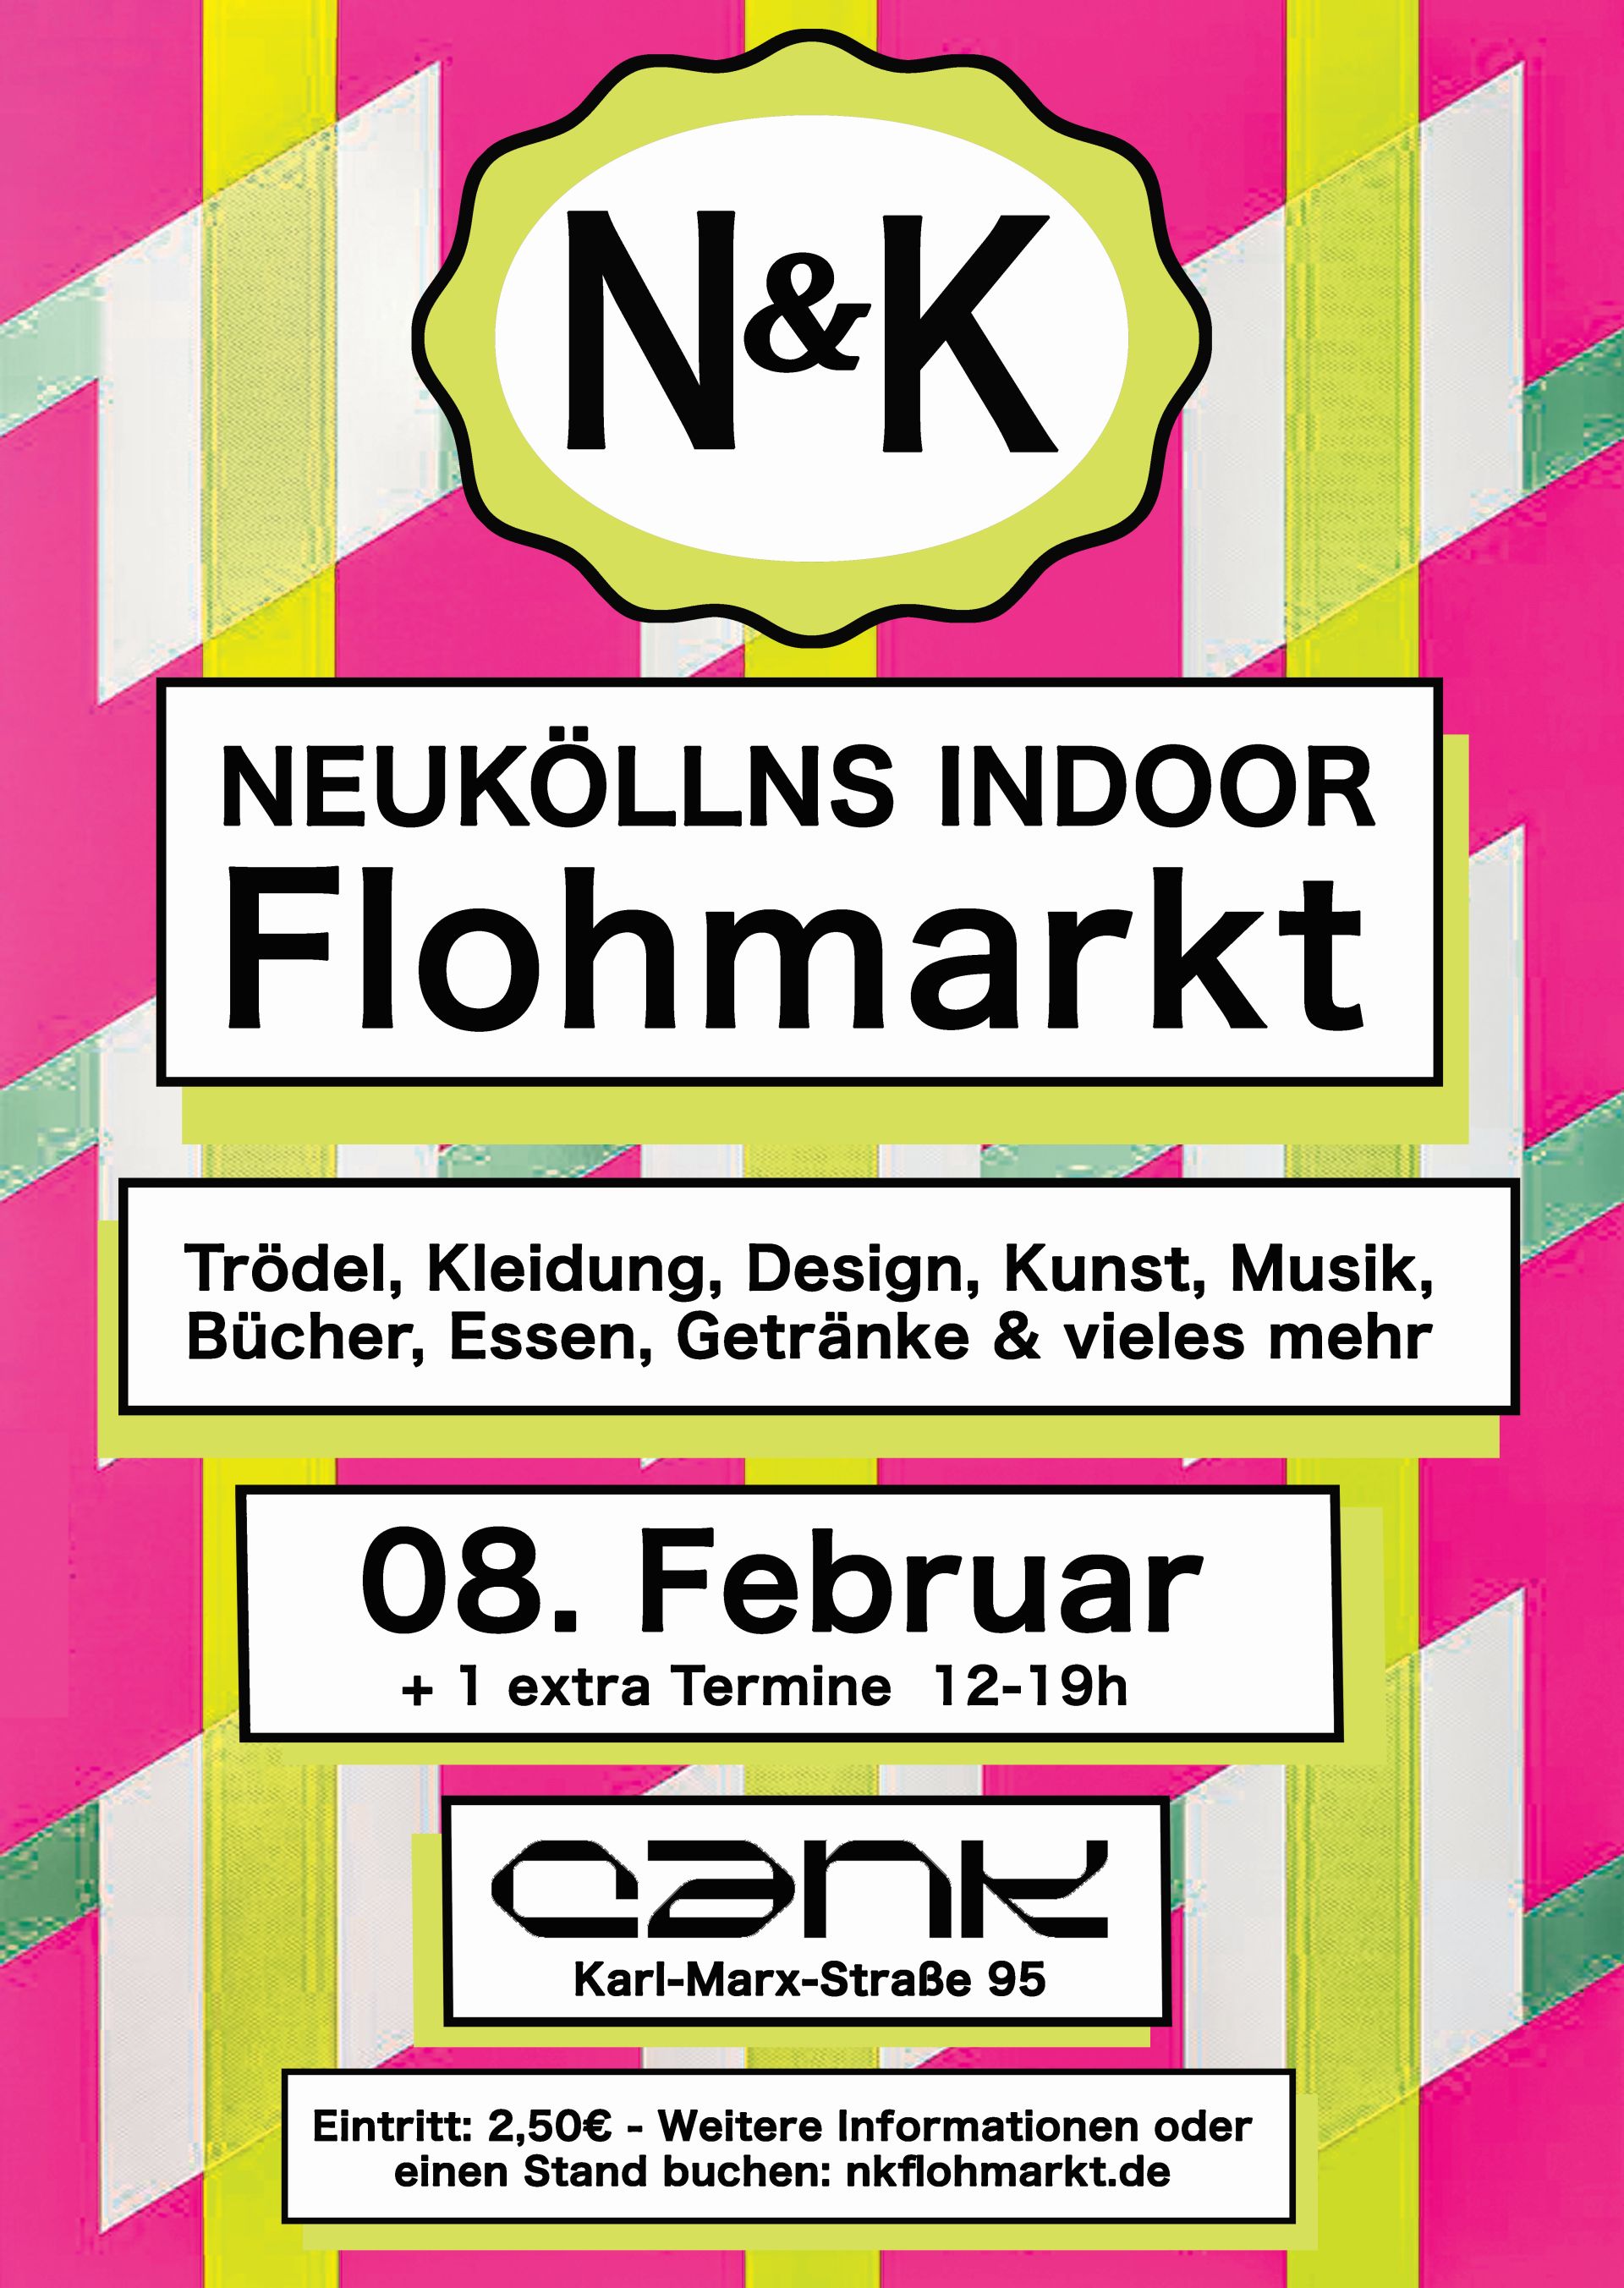 N&K
NEUKÖLLNS INDOOR
Flohmarkt
Trödel, Kleidung, Design, Kunst, Musik,
Bücher, Essen, Getränke & vieles mehr
08. Februar
+ 1 extra Termine 12-19h
cank
Karl-Marx-Straße 95
Eintritt: 2,50€ - Weitere Informationen oder
einen Stand buchen: nkflohmarkt.de